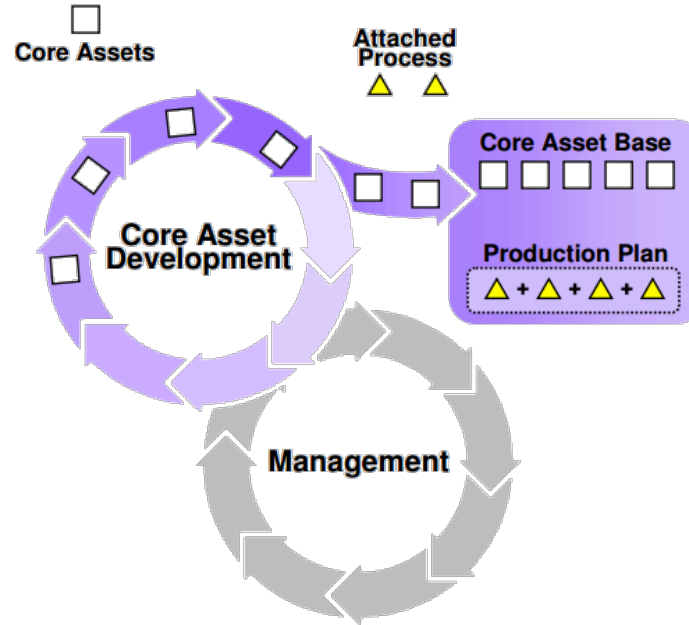 Core Assets
Attached
Process
Core Asset Base
Core Asset
Development
Production Plan
+ + +
Management